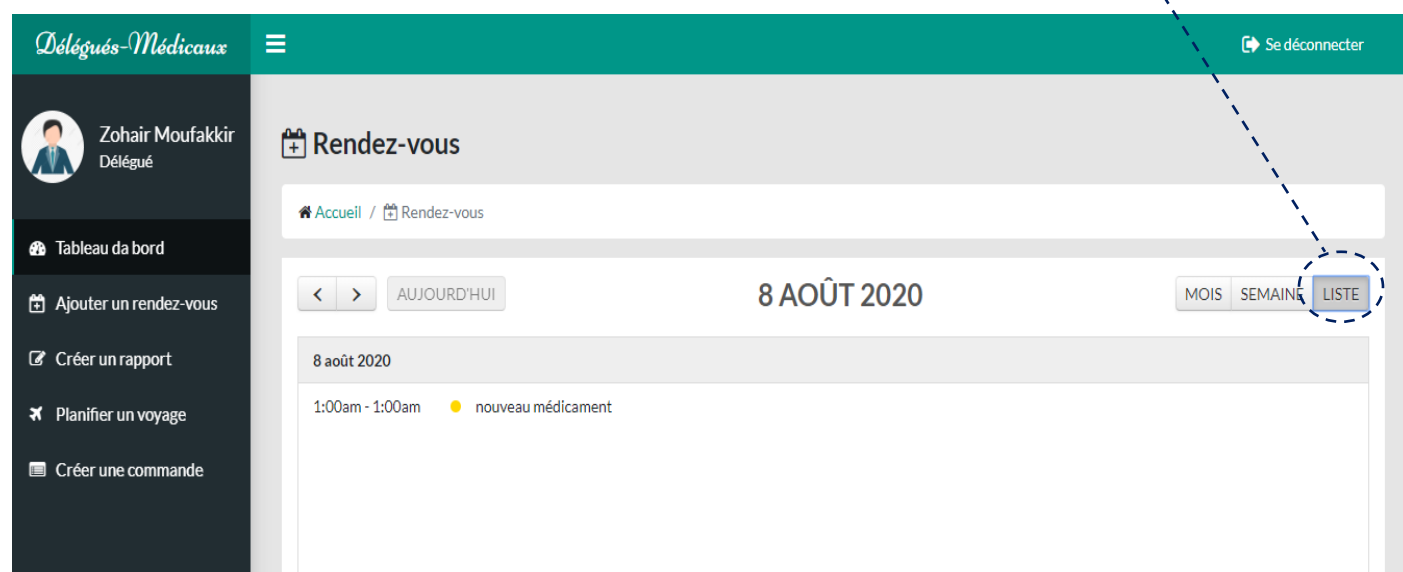 Délégués-Médicaux
Se déconnecter
Zohair Moufakkir
Délégué
Rendez-vous
Accueil / Rendez-vous
Tableau da bord
Ajouter un rendez-vous
Créer un rapport
Planifier un voyage
Créer une commande
AUJOURD'HUI
8 AOÛT 2020
MOIS SEMAINE LISTE
8 août 2020
1:00am - 1:00am nouveau médicament